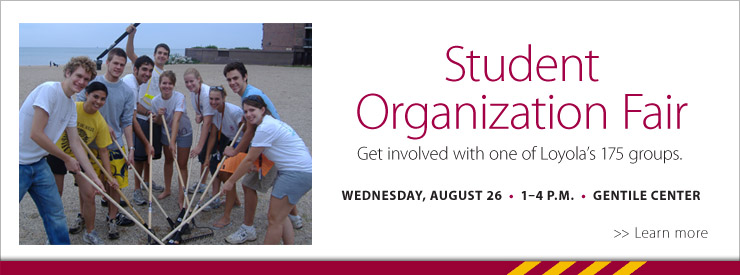 Student
Organization Fair
Get involved with one of Loyola's 175 groups.
WEDNESDAY, AUGUST 26 • 1–4 P.M. • GENTILE CENTER
>> Learn more